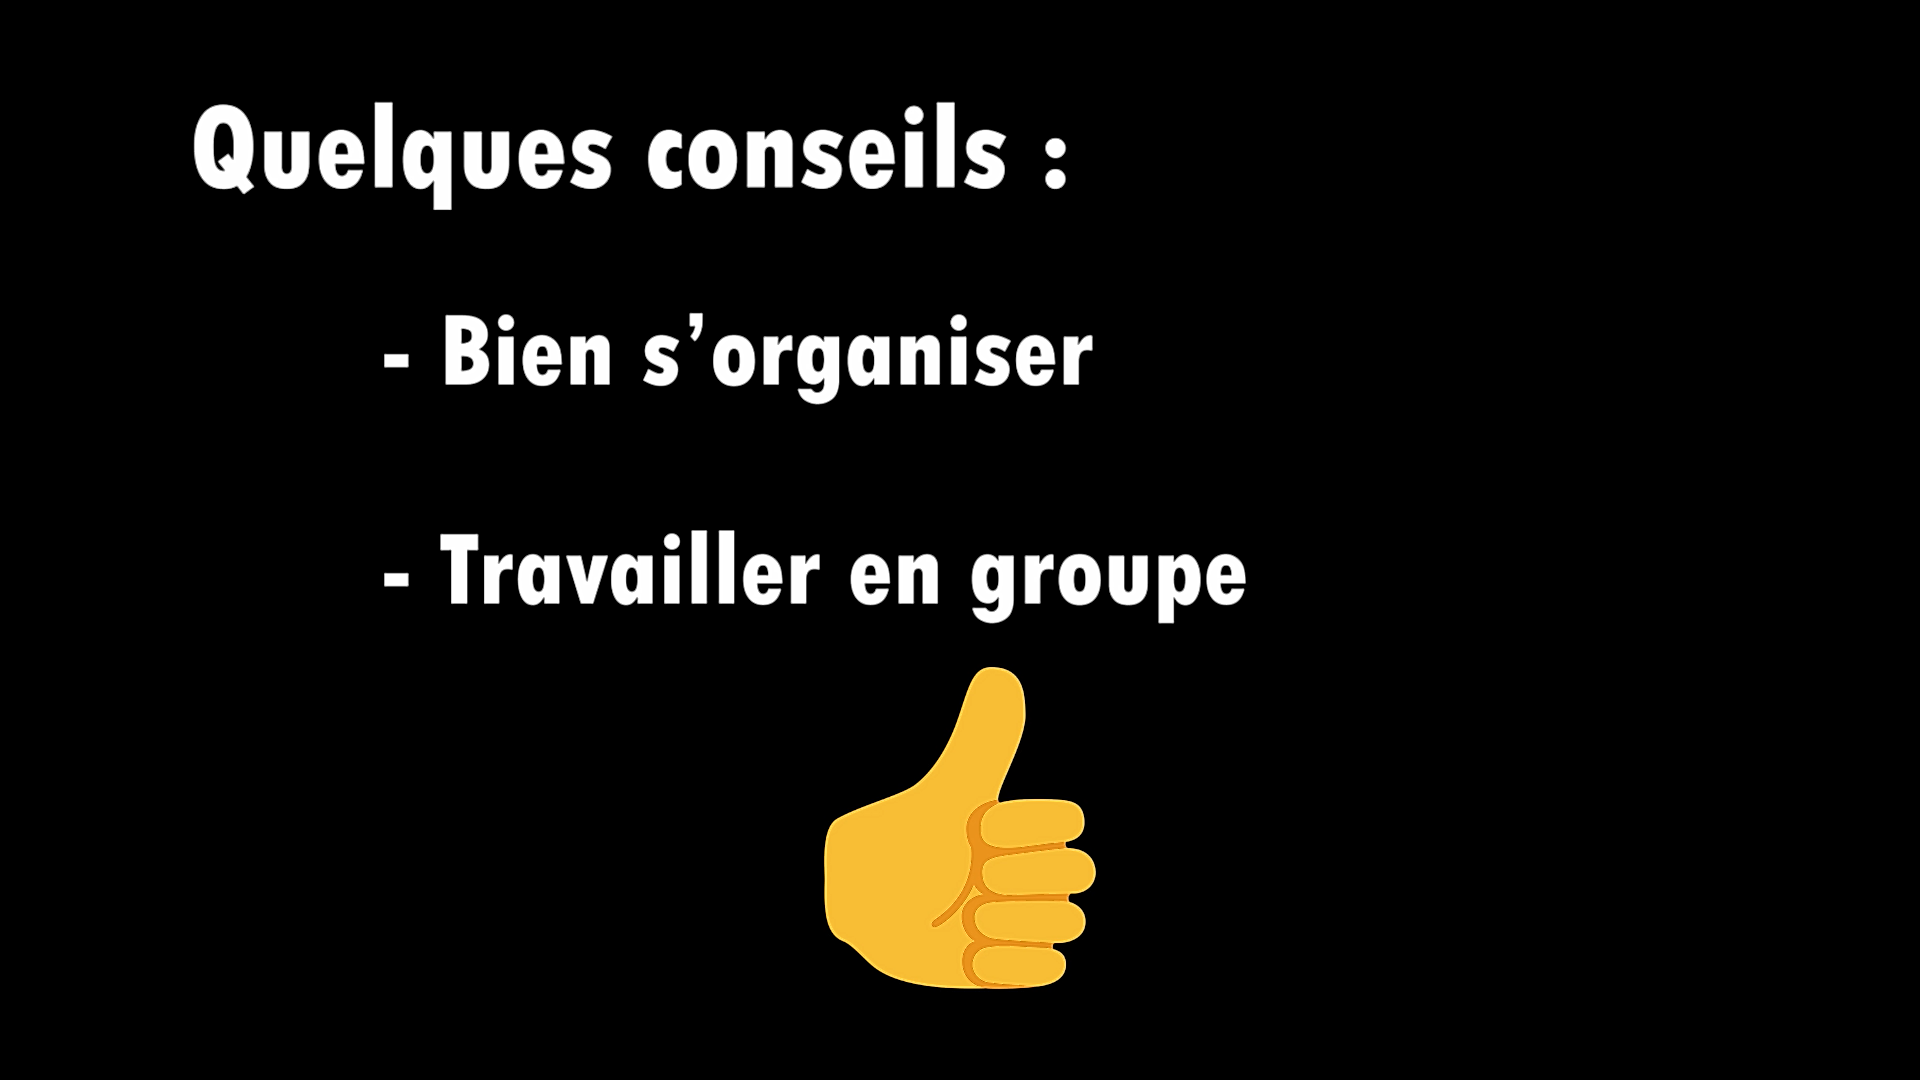 Quelques conseils :
- Bien s’organiser
- Travailler en groupe